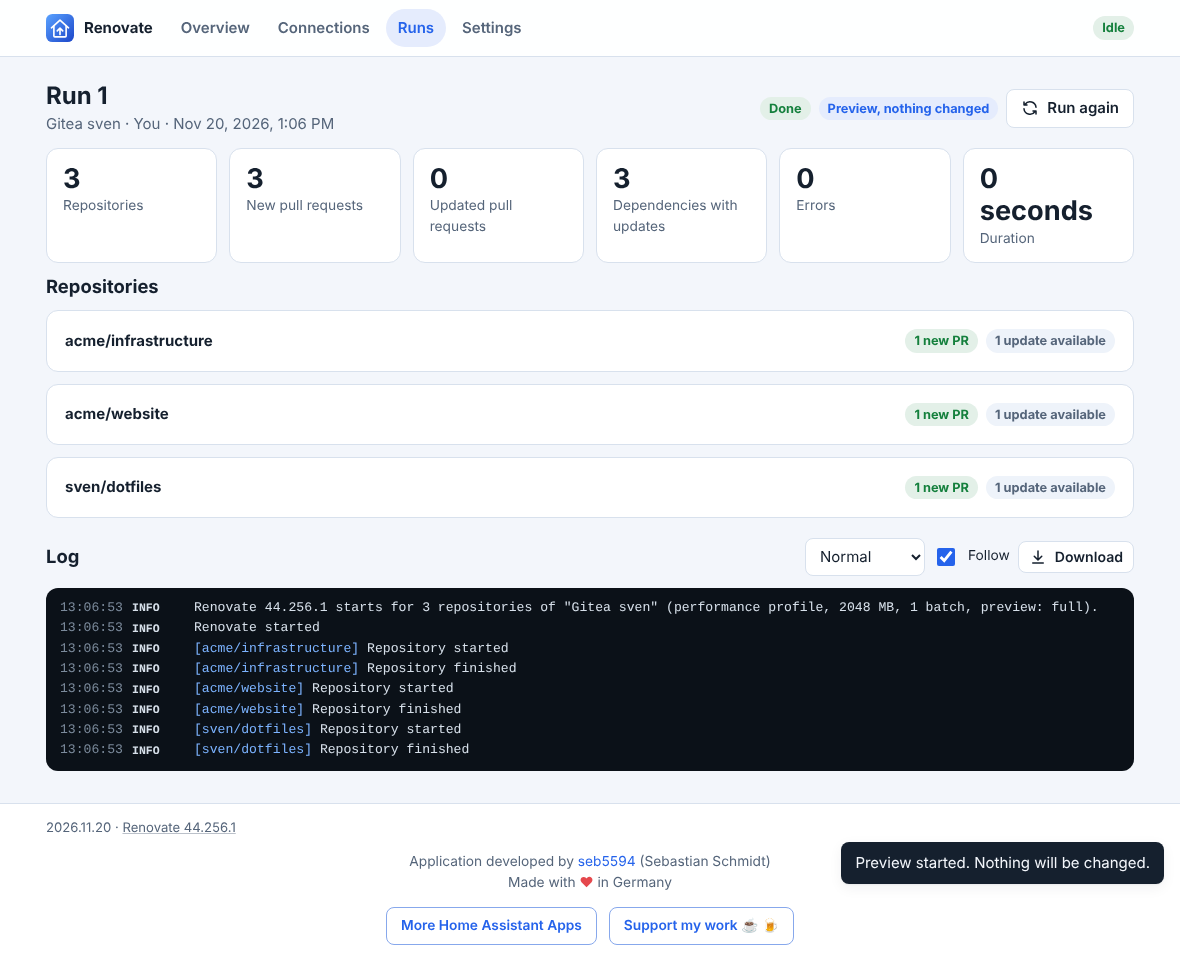 Renovate Overview Connections Runs Settings Idle
Run 1
Gitea sven · You · Nov 20, 2026, 1:06 PM
Done Preview, nothing changed Run again
3
Repositories
3
New pull requests
0
Updated pull
requests
3
Dependencies with
updates
0
Errors
0
seconds
Duration
Repositories
acme/infrastructure 1 new PR 1 update available
acme/website 1 new PR 1 update available
sven/dotfiles 1 new PR 1 update available
Log Normal Follow Download
13:06:53 INFO Renovate 44.256.1 starts for 3 repositories of "Gitea sven" (performance profile, 2048 MB, 1 batch, preview: full).
13:06:53 INFO Renovate started
13:06:53 INFO [acme/infrastructure] Repository started
13:06:53 INFO [acme/infrastructure] Repository finished
13:06:53 INFO [acme/website] Repository started
13:06:53 INFO [acme/website] Repository finished
13:06:53 INFO [sven/dotfiles] Repository started
13:06:53 INFO [sven/dotfiles] Repository finished
2026.11.20 · Renovate 44.256.1
Application developed by seb5594 (Sebastian Schmidt)
Made with ❤ in Germany
Preview started. Nothing will be changed.
More Home Assistant Apps Support my work ☕ 🍺